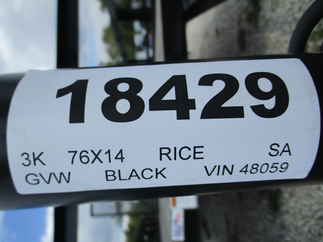 18429
3K 76X14 RICE SA
GVW BLACK VIN 48059